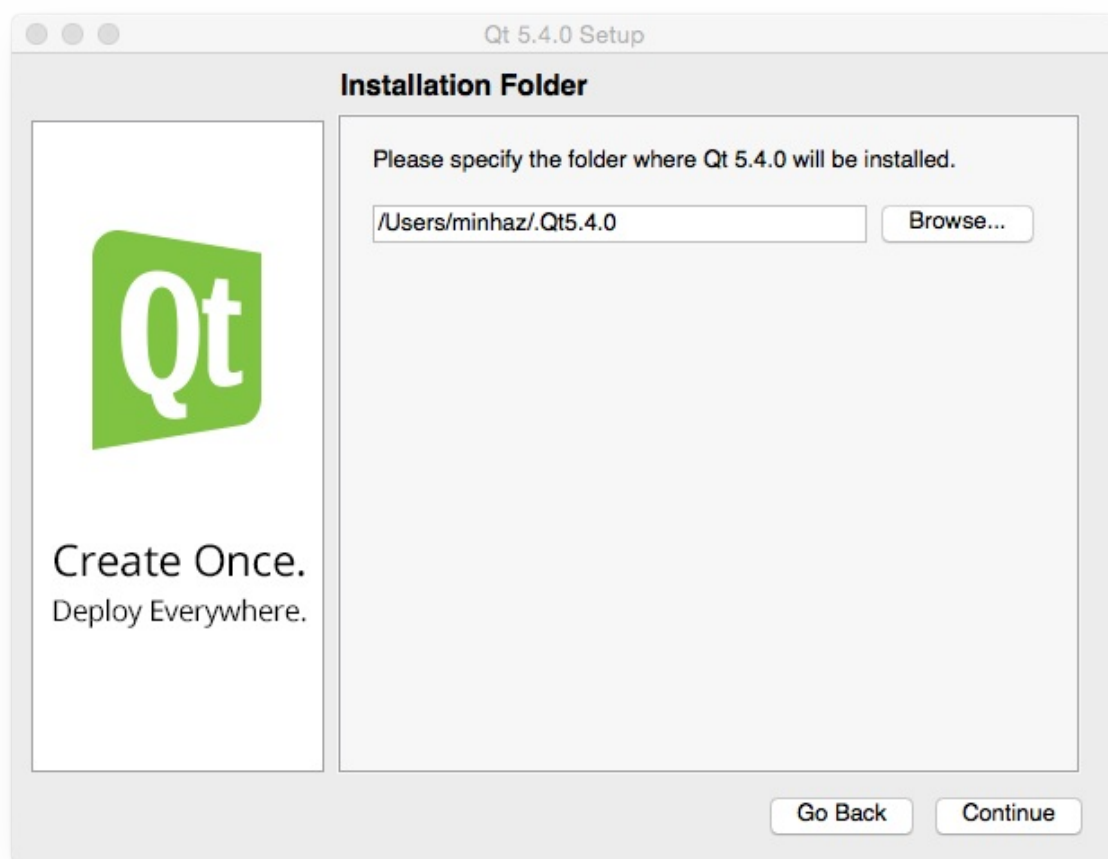 Qt 5.4.0 Setup
Installation Folder
Please specify the folder where Qt 5.4.0 will be installed.
/Users/minhaz/.Qt5.4.0
Browse...
Qt
Create Once.
Deploy Everywhere.
Go Back
Continue